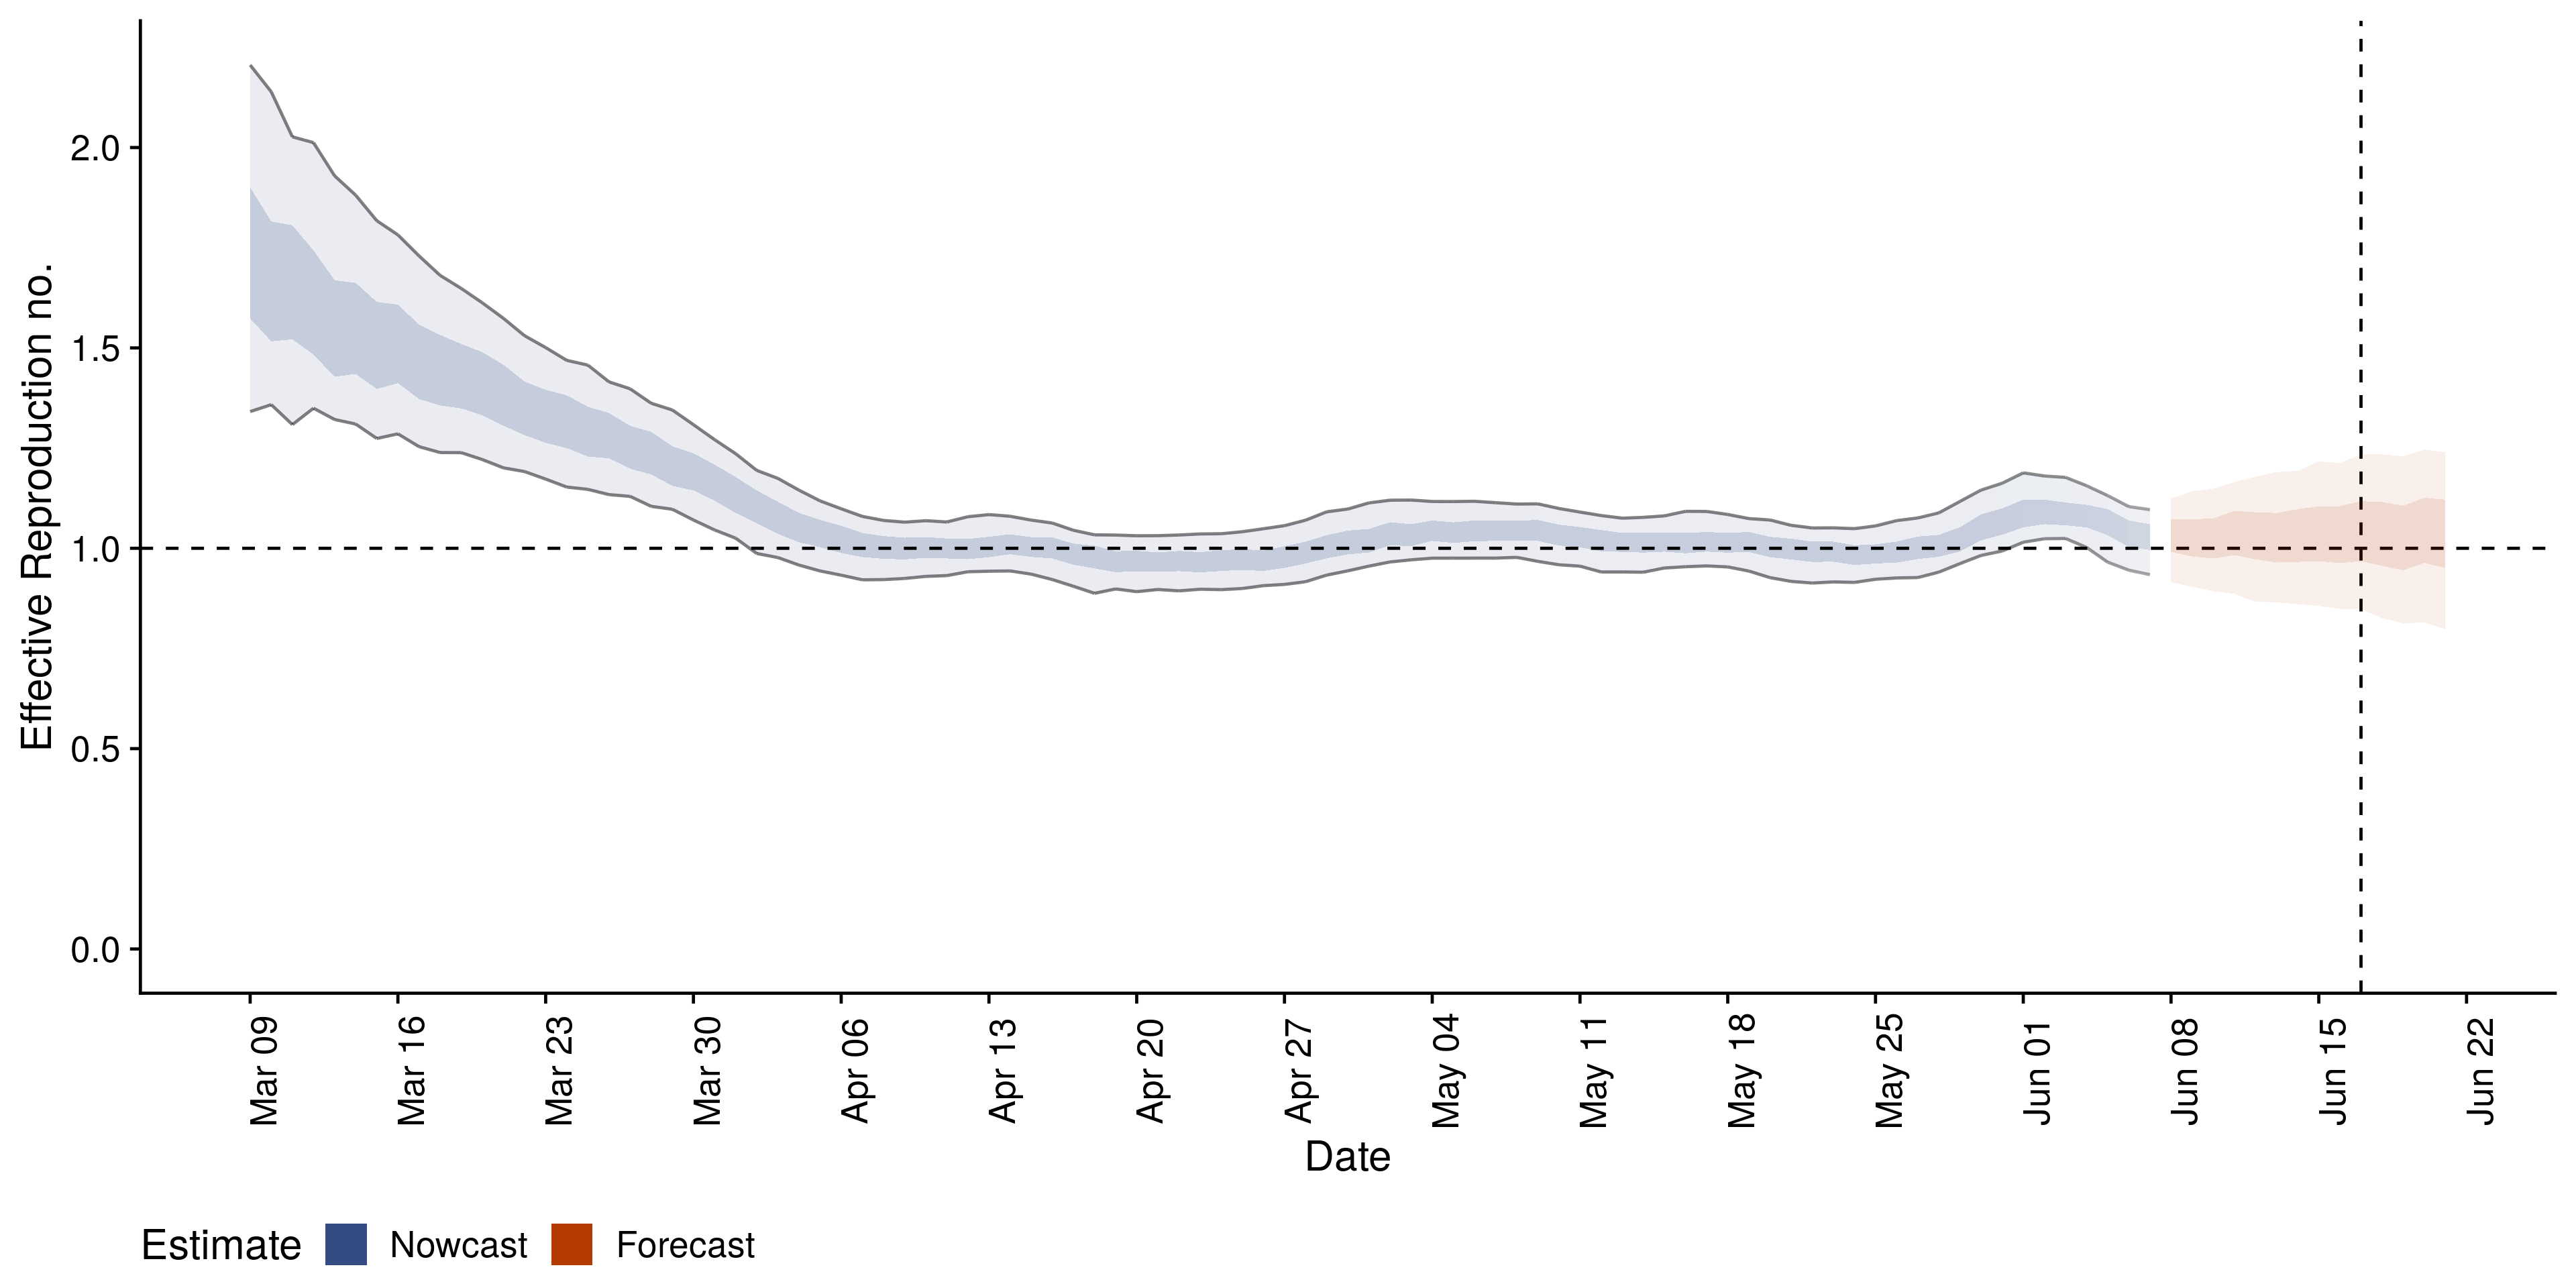 Effective Reproduction no.
2.0
1.5
1.0
0.5
0.0
Mar 09
Mar 16
Mar 23
Mar 30
Apr 06
Apr 13
Apr 20
Apr 27
May 04
May 11
May 18
May 25
Jun 01
Jun 08
Jun 15
Jun 22
Date
Estimate Nowcast Forecast